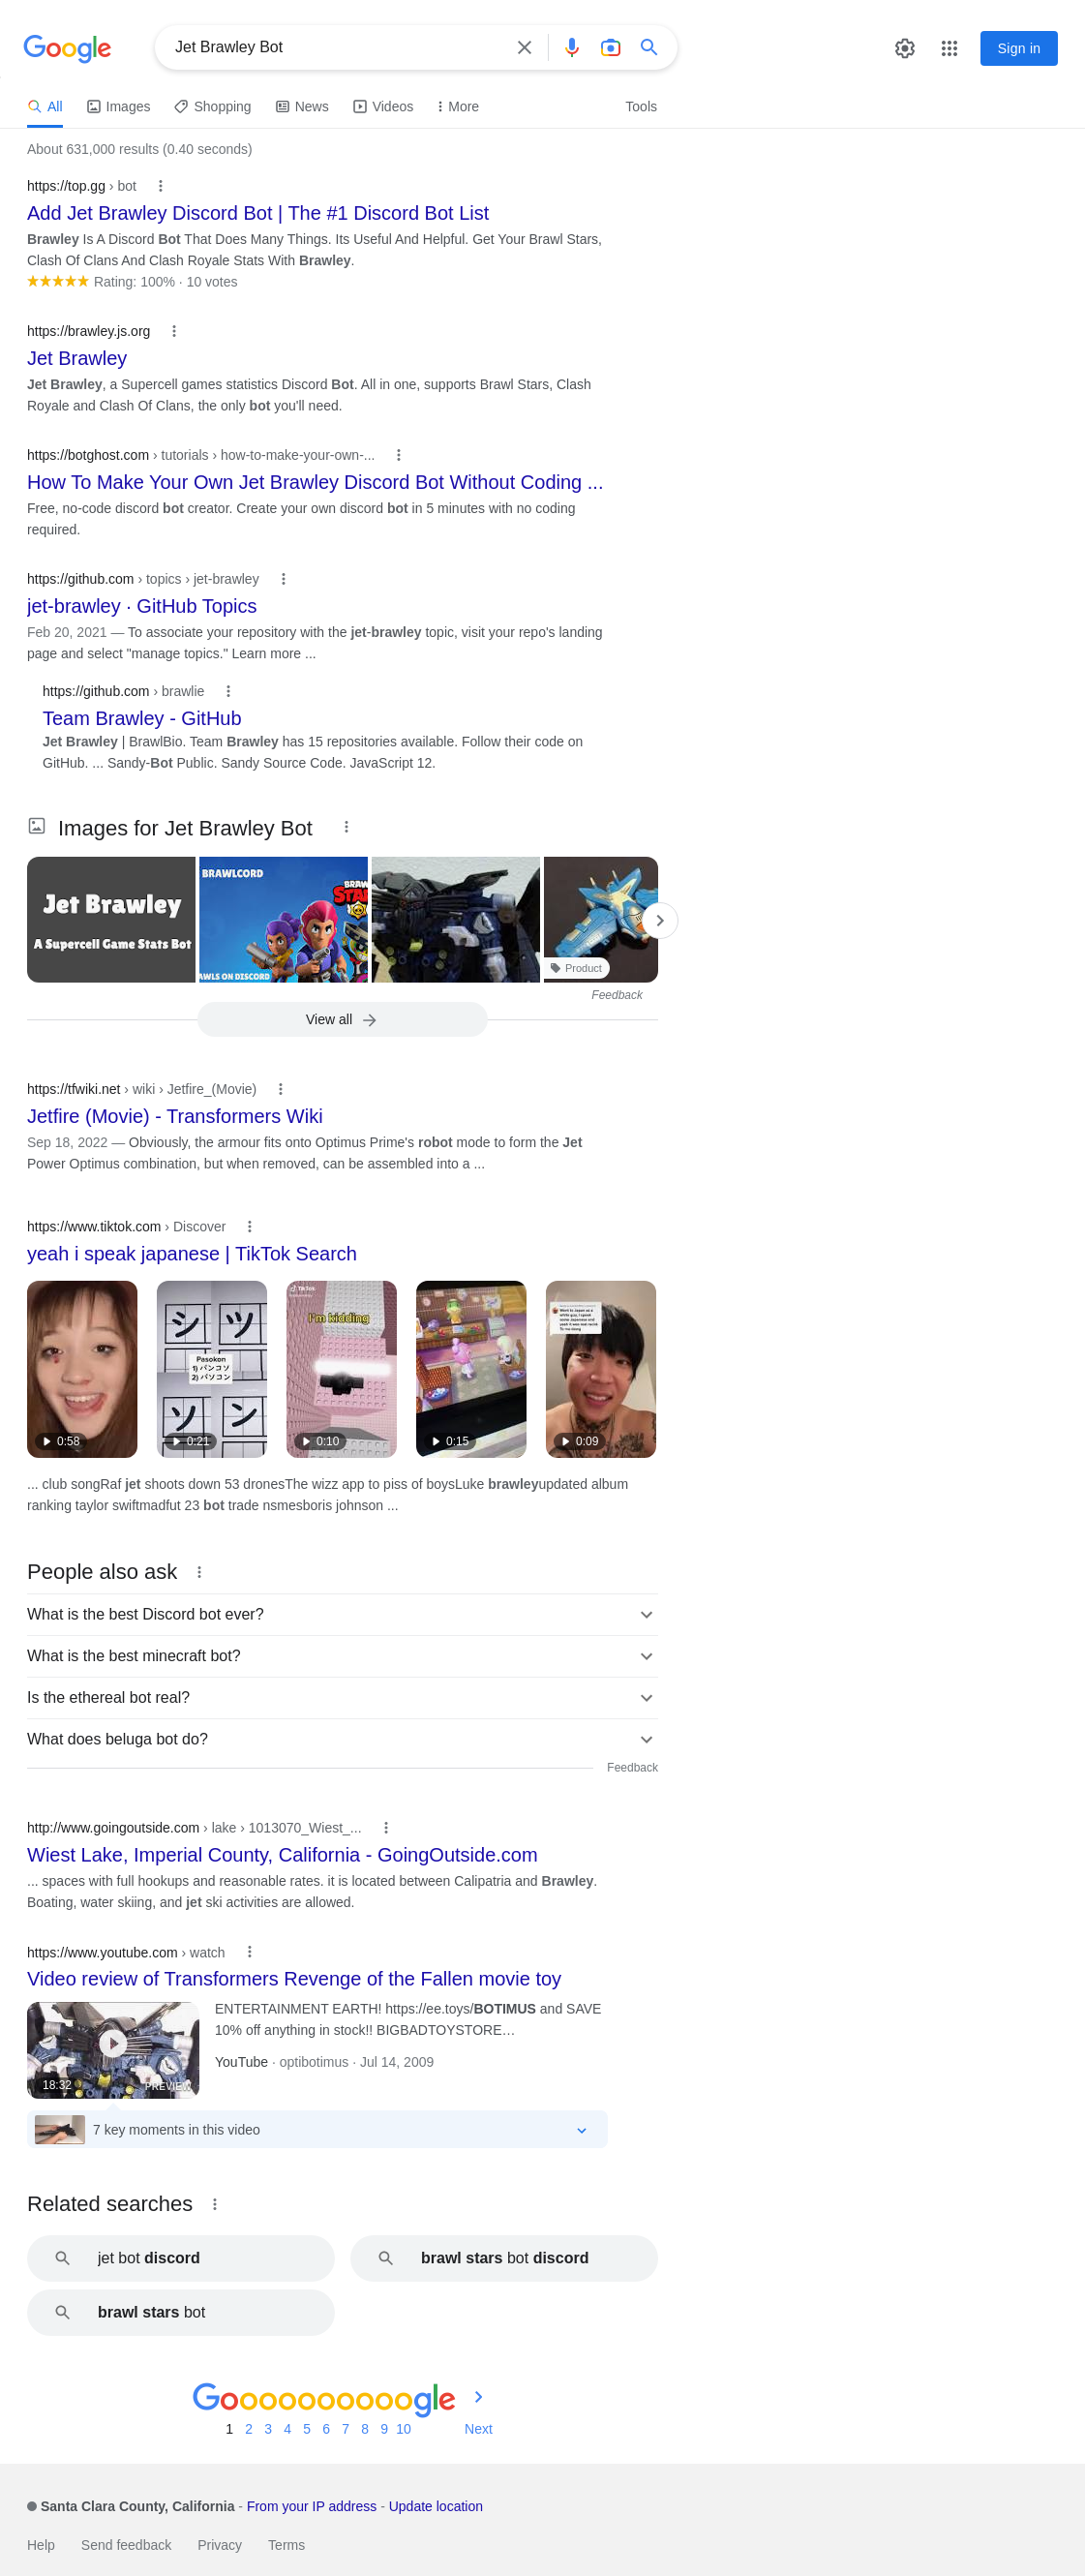 Google
Jet Brawley Bot
Sign in
All
Images
Shopping
News
Videos
More
Tools
About 631,000 results (0.40 seconds)
https://top.gg › bot
Add Jet Brawley Discord Bot | The #1 Discord Bot List
Brawley Is A Discord Bot That Does Many Things. Its Useful And Helpful. Get Your Brawl Stars,
Clash Of Clans And Clash Royale Stats With Brawley.
Rating: 100% · 10 votes
https://brawley.js.org
Jet Brawley
Jet Brawley, a Supercell games statistics Discord Bot. All in one, supports Brawl Stars, Clash
Royale and Clash Of Clans, the only bot you'll need.
https://botghost.com › tutorials › how-to-make-your-own-...
How To Make Your Own Jet Brawley Discord Bot Without Coding ...
Free, no-code discord bot creator. Create your own discord bot in 5 minutes with no coding
required.
https://github.com › topics › jet-brawley
jet-brawley · GitHub Topics
Feb 20, 2021 — To associate your repository with the jet-brawley topic, visit your repo's landing
page and select "manage topics." Learn more ...
https://github.com › brawlie
Team Brawley - GitHub
Jet Brawley | BrawlBio. Team Brawley has 15 repositories available. Follow their code on
GitHub. ... Sandy-Bot Public. Sandy Source Code. JavaScript 12.
Images for Jet Brawley Bot
Jet Brawley
A Supercell Game Stats Bot
BRAWLCORD
BRAW
STA
AWLS ON DISCORD
Product
Feedback
View all
https://tfwiki.net › wiki › Jetfire_(Movie)
Jetfire (Movie) - Transformers Wiki
Sep 18, 2022 — Obviously, the armour fits onto Optimus Prime's robot mode to form the Jet
Power Optimus combination, but when removed, can be assembled into a ...
https://www.tiktok.com › Discover
yeah i speak japanese | TikTok Search
シ ツ
Pasokon
1) パンコソ
2) パソコン
ソ ン
TikTok
I'm kidding
0:58
0:21
0:10
0:15
0:09
... club songRaf jet shoots down 53 dronesThe wizz app to piss of boysLuke brawleyupdated album
ranking taylor swiftmadfut 23 bot trade nsmesboris johnson ...
People also ask
What is the best Discord bot ever?
What is the best minecraft bot?
Is the ethereal bot real?
What does beluga bot do?
Feedback
http://www.goingoutside.com › lake › 1013070_Wiest_...
Wiest Lake, Imperial County, California - GoingOutside.com
... spaces with full hookups and reasonable rates. it is located between Calipatria and Brawley.
Boating, water skiing, and jet ski activities are allowed.
https://www.youtube.com › watch
Video review of Transformers Revenge of the Fallen movie toy
ENTERTAINMENT EARTH! https://ee.toys/BOTIMUS and SAVE
10% off anything in stock!! BIGBADTOYSTORE…
YouTube · optibotimus · Jul 14, 2009
18:32
PREVIEW
7 key moments in this video
Related searches
jet bot discord
brawl stars bot discord
brawl stars bot
Goooooooooogle
1 2 3 4 5 6 7 8 9 10 Next
Santa Clara County, California - From your IP address - Update location
Help Send feedback Privacy Terms